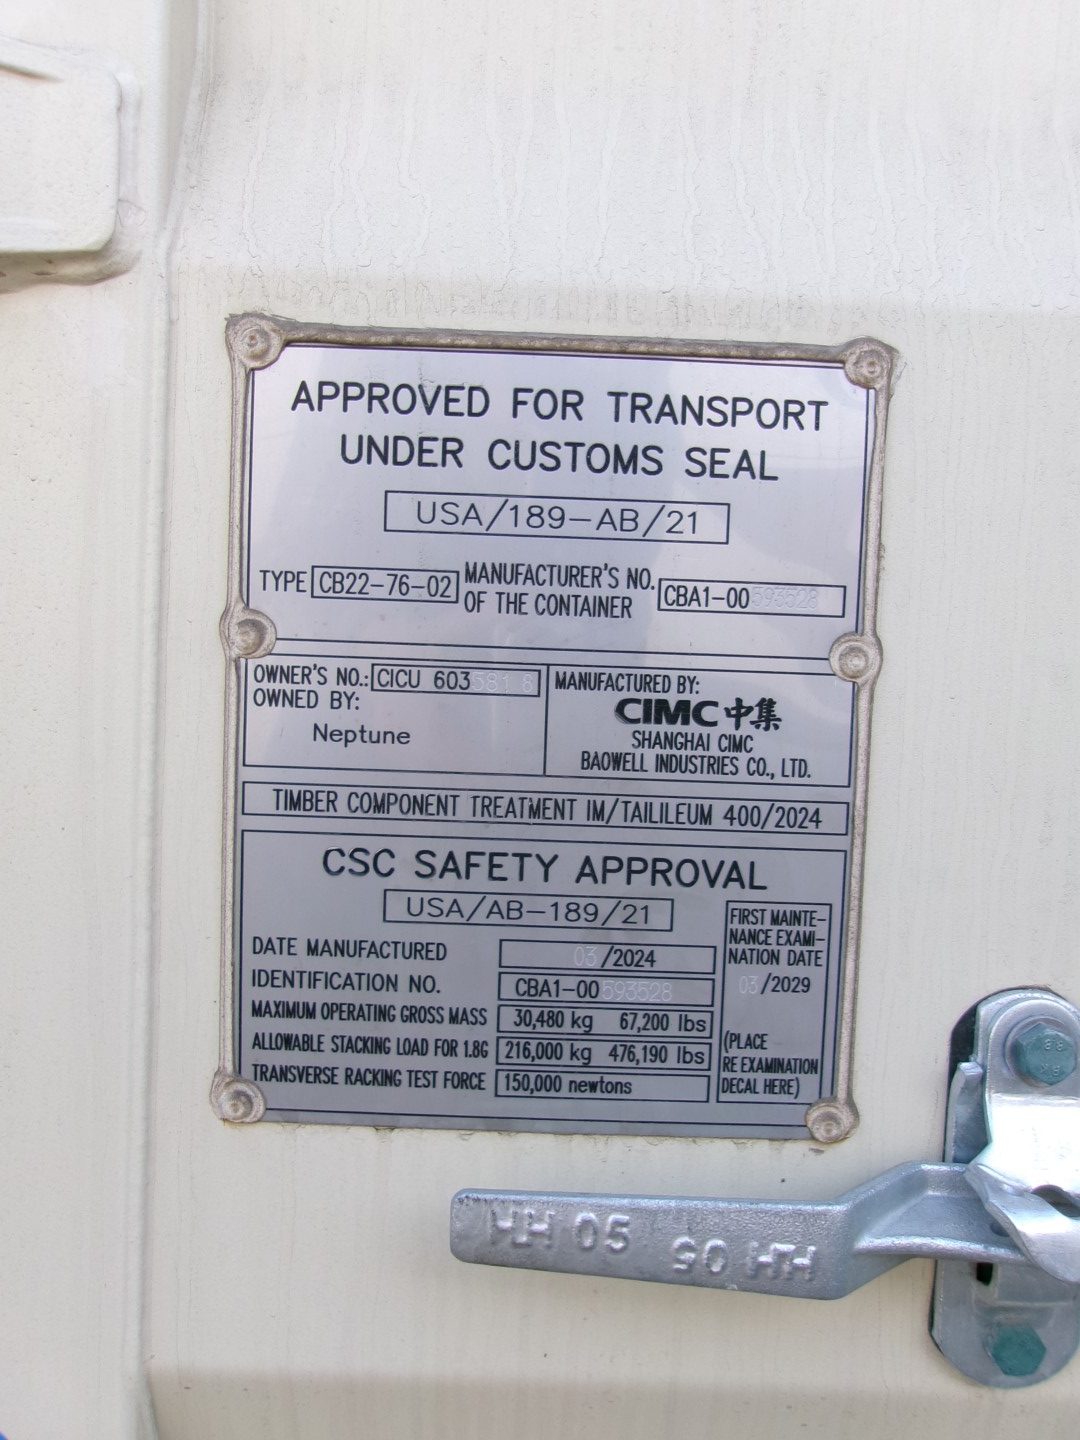 APPROVED FOR TRANSPORT
UNDER CUSTOMS SEAL
USA/189-AB/21
TYPE CB22-76-02 MANUFACTURER'S NO. OF THE CONTAINER CBA1-00593528
OWNER'S NO.: CICU 603581 8
OWNED BY:
Neptune
MANUFACTURED BY:
CIMC 中集
SHANGHAI CIMC
BAOWELL INDUSTRIES CO., LTD.
TIMBER COMPONENT TREATMENT IM/TAILILEUM 400/2024
CSC SAFETY APPROVAL
USA/AB-189/21
DATE MANUFACTURED 03/2024
IDENTIFICATION NO. CBA1-00593528
MAXIMUM OPERATING GROSS MASS 30,480 kg 67,200 lbs
ALLOWABLE STACKING LOAD FOR 1.8G 216,000 kg 476,190 lbs
TRANSVERSE RACKING TEST FORCE 150,000 newtons
FIRST MAINTE-
NANCE EXAMI-
NATION DATE
03/2029
(PLACE
RE EXAMINATION
DECAL HERE)
HH 05 50 HH